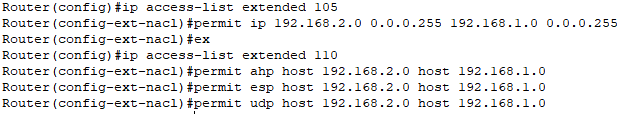 Router(config)#ip access-list extended 105
Router(config-ext-nacl)#permit ip 192.168.2.0 0.0.0.255 192.168.1.0 0.0.0.255
Router(config-ext-nacl)#ex
Router(config)#ip access-list extended 110
Router(config-ext-nacl)#permit ahp host 192.168.2.0 host 192.168.1.0
Router(config-ext-nacl)#permit esp host 192.168.2.0 host 192.168.1.0
Router(config-ext-nacl)#permit udp host 192.168.2.0 host 192.168.1.0